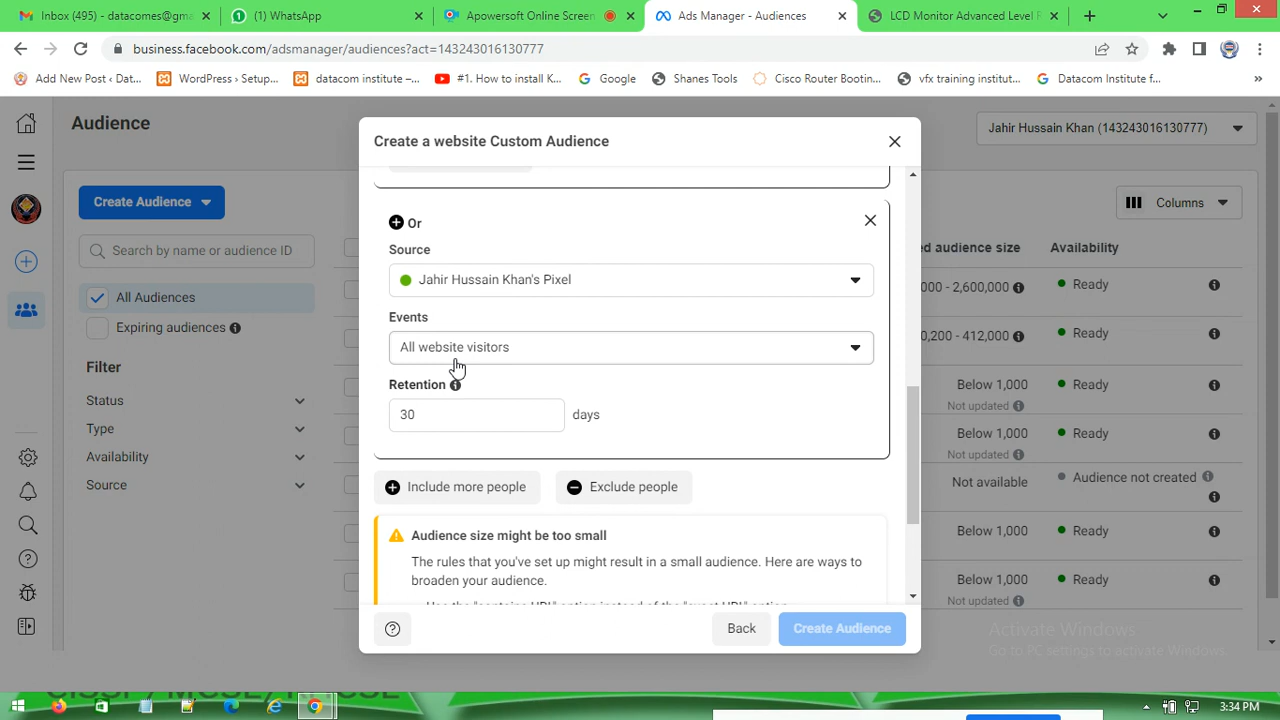 Inbox (495) - datacomes@gma
(1) WhatsApp
Apowersoft Online Screen
Ads Manager - Audiences
LCD Monitor Advanced Level R
business.facebook.com/adsmanager/audiences?act=143243016130777
Add New Post ‹ Dat...
WordPress › Setup...
datacom institute –...
#1. How to install K...
Google
Shanes Tools
Cisco Router Bootin...
vfx training institut...
Datacom Institute f...
Audience
Jahir Hussain Khan (143243016130777)
Create Audience
Search by name or audience ID
All Audiences
Expiring audiences
Filter
Status
Type
Availability
Source
Columns
ed audience size
Availability
000 - 2,600,000
Ready
0,200 - 412,000
Ready
Below 1,000
Not updated
Ready
Below 1,000
Not updated
Ready
Not available
Audience not created
Below 1,000
Ready
Below 1,000
Not updated
Ready
Create a website Custom Audience
Or
Source
Jahir Hussain Khan's Pixel
Events
All website visitors
Retention
30
days
Include more people
Exclude people
Audience size might be too small
The rules that you've set up might result in a small audience. Here are ways to
broaden your audience.
Use the "contains URL" option instead of the "exact URL" option
Back
Create Audience
Activate Windows
Go to PC settings to activate Windows.
3:34 PM